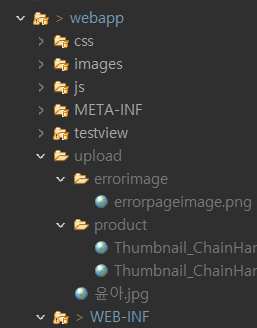 > webapp
css
images
js
META-INF
testview
upload
errorimage
errorpageimage.png
product
Thumbnail_ChainHar
Thumbnail_ChainHar
윤아.jpg
> WEB-INF